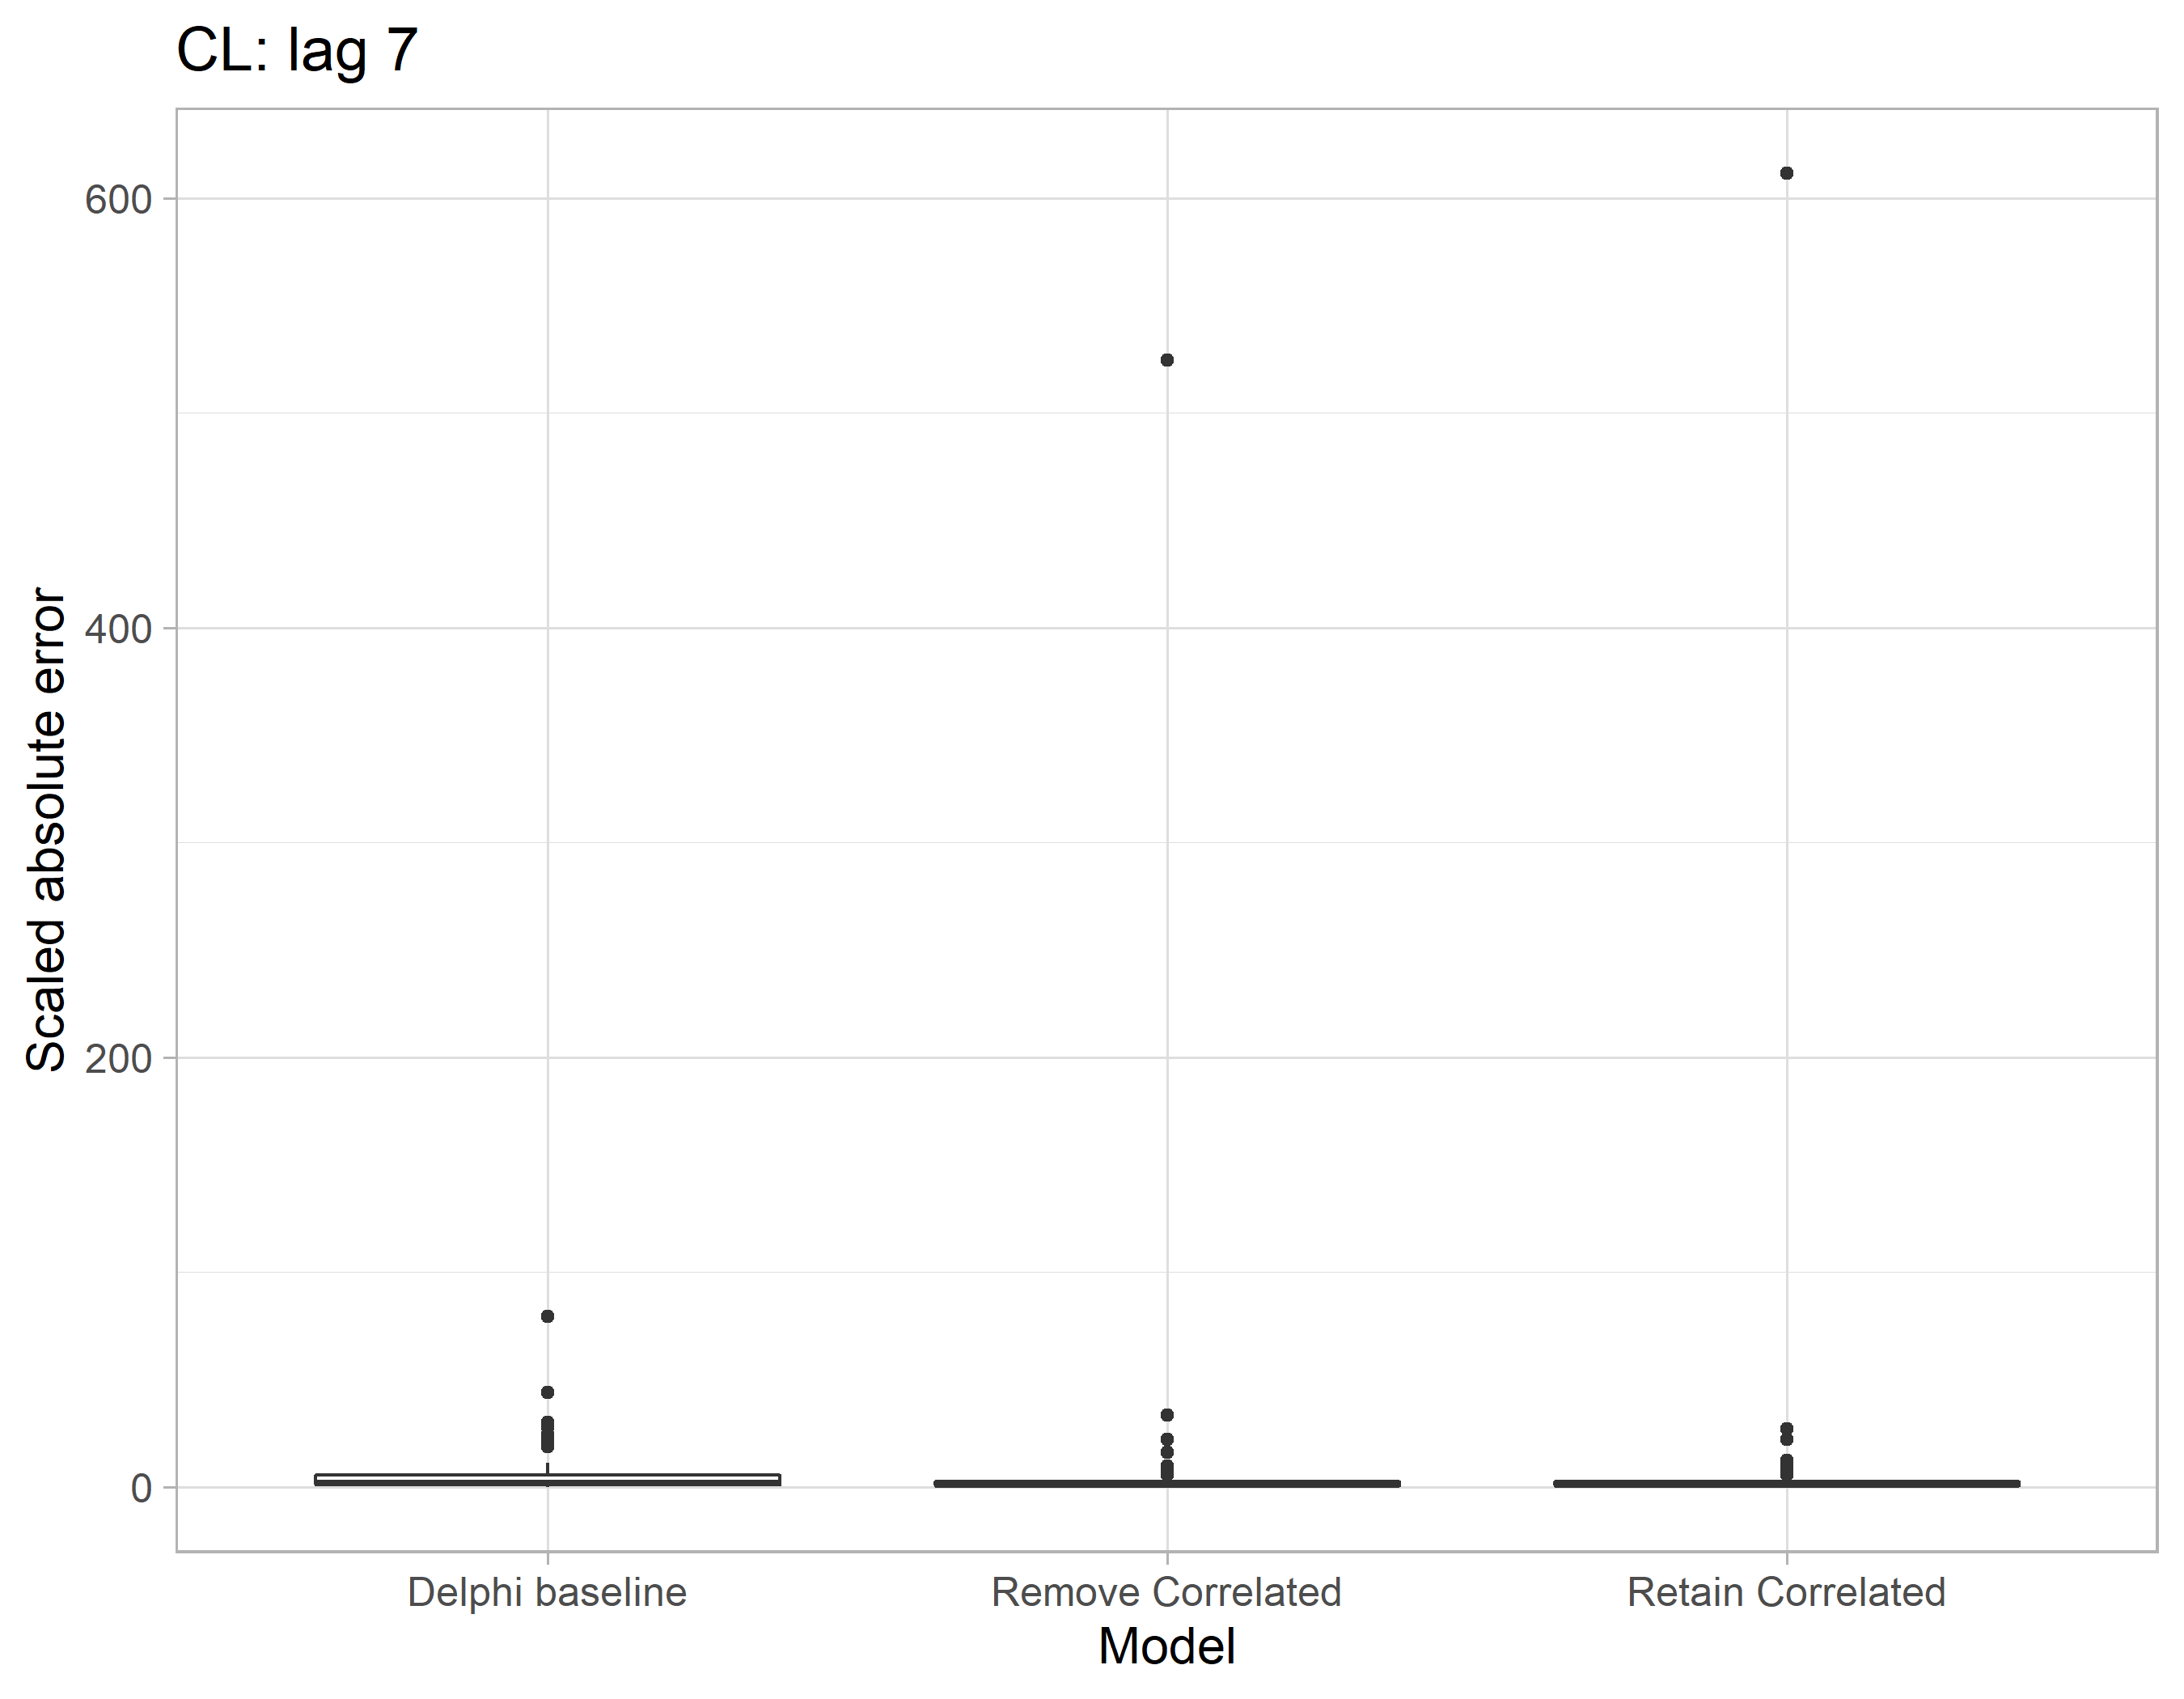 CL: lag 7
Scaled absolute error
600
400
200
0
Delphi baseline
Remove Correlated
Retain Correlated
Model